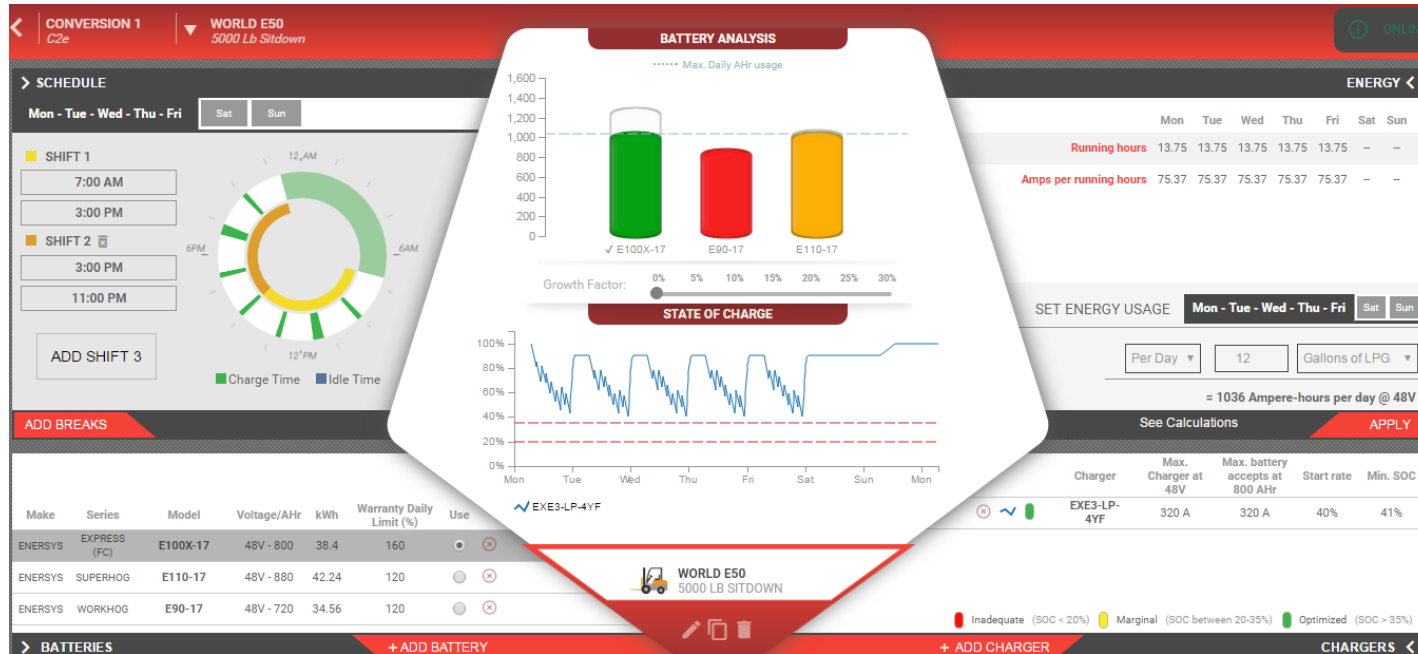 CONVERSION 1
C2e
WORLD E50
5000 Lb Sitdown
ONLIN
SCHEDULE
Mon - Tue - Wed - Thu - Fri
Sat
Sun
SHIFT 1
7:00 AM
3:00 PM
SHIFT 2
3:00 PM
11:00 PM
ADD SHIFT 3
12 AM
6AM
12 PM
6PM
Charge Time
Idle Time
ADD BREAKS
BATTERY ANALYSIS
Max. Daily AHr usage
1,600
1,400
1,200
1,000
800
600
400
200
0
✓ E100X-17
E90-17
E110-17
Growth Factor:
0% 5% 10% 15% 20% 25% 30%
STATE OF CHARGE
100%
80%
60%
40%
20%
0%
Mon Tue Wed Thu Fri Sat Sun Mon
EXE3-LP-4YF
WORLD E50
5000 LB SITDOWN
ENERGY
Mon Tue Wed Thu Fri Sat Sun
Running hours 13.75 13.75 13.75 13.75 13.75 -- --
Amps per running hours 75.37 75.37 75.37 75.37 75.37 -- --
SET ENERGY USAGE
Mon - Tue - Wed - Thu - Fri
Sat
Sun
Per Day
12
Gallons of LPG
= 1036 Ampere-hours per day @ 48V
See Calculations
APPLY
Make Series Model Voltage/AHr kWh Warranty Daily Limit (%) Use
ENERSYS EXPRESS (FC) E100X-17 48V - 800 38.4 160
ENERSYS SUPERHOG E110-17 48V - 880 42.24 120
ENERSYS WORKHOG E90-17 48V - 720 34.56 120
Charger Max. Charger at 48V Max. battery accepts at 800 AHr Start rate Min. SOC
EXE3-LP-4YF 320 A 320 A 40% 41%
Inadequate (SOC < 20%) Marginal (SOC between 20-35%) Optimized (SOC > 35%)
BATTERIES
+ ADD BATTERY
+ ADD CHARGER
CHARGERS